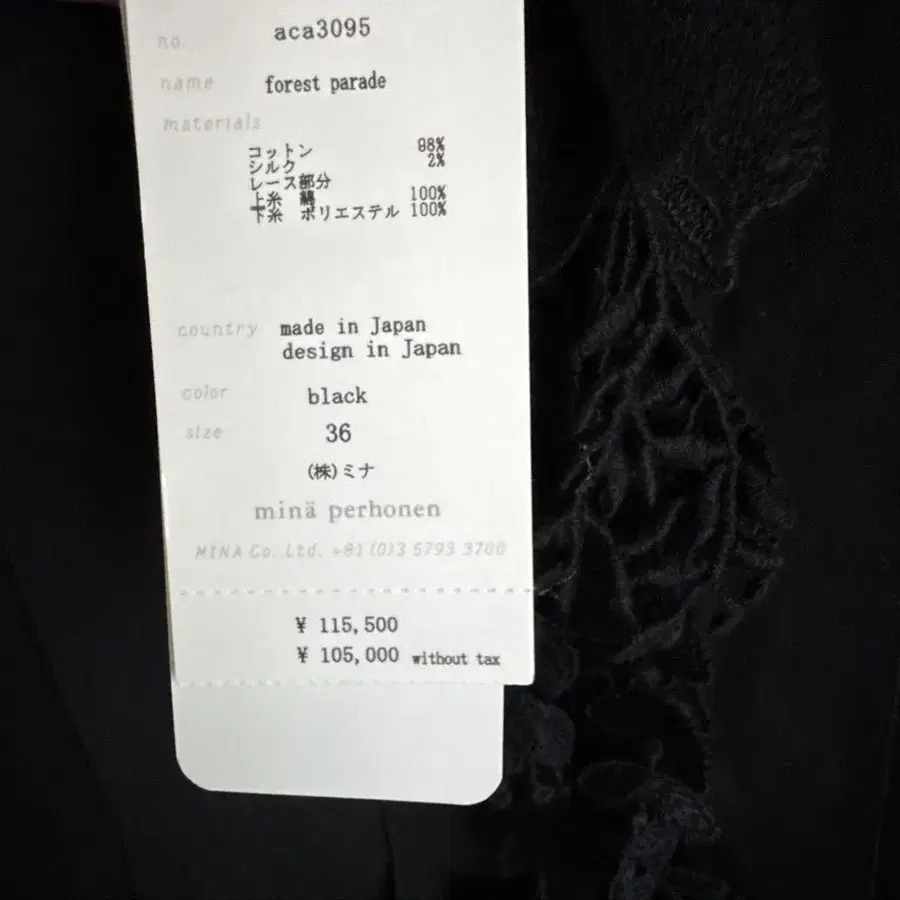 no. aca3095
name forest parade
materials
コットン 98%
シルク 2%
レース部分
上糸 綿 100%
下糸 ポリエステル 100%
country made in Japan
design in Japan
color black
size 36
(株)ミナ
minä perhonen
MINA Co. Ltd. +81 (0)3 5793 3700
¥ 115,500
¥ 105,000 without tax